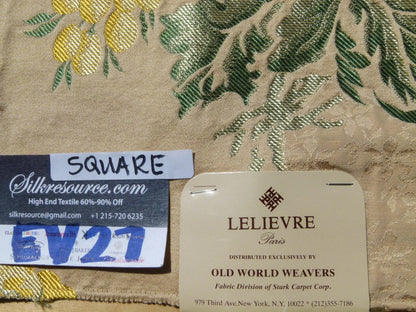 SQUARE
Silkresource.com
High End Textile 60%-90% Off
silkresource@gmail.com +1 215-720 6235
EV27
LELIEVRE
Paris
DISTRIBUTED EXCLUSIVELY BY
OLD WORLD WEAVERS
Fabric Division of Stark Carpet Corp.
979 Third Ave. New York, N.Y. 10022 * (212)355-7186